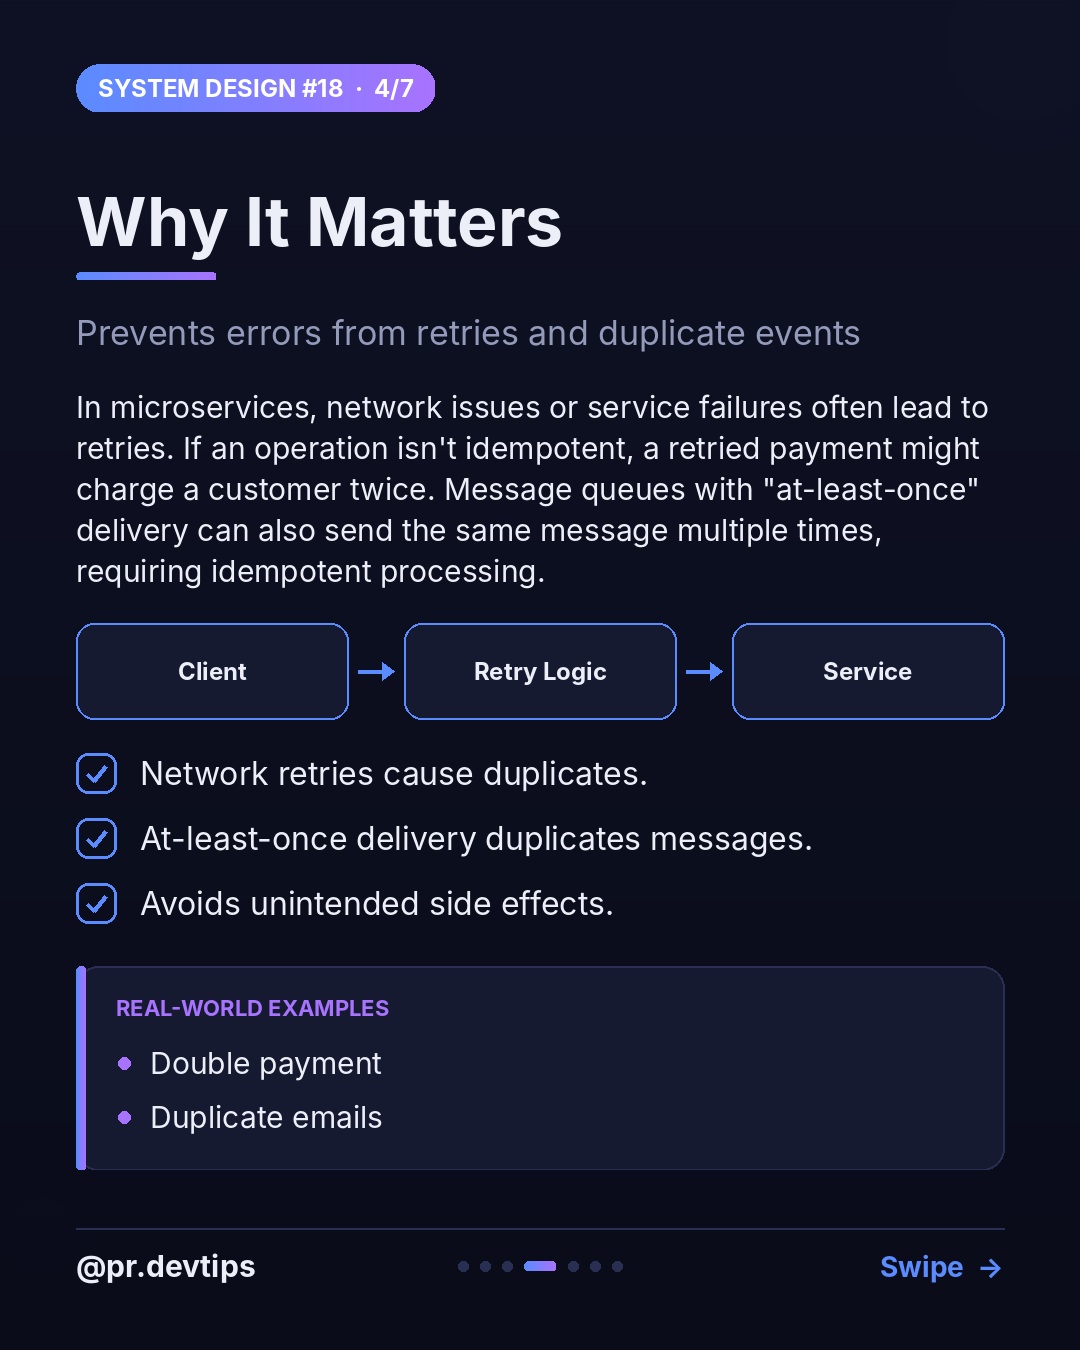 SYSTEM DESIGN #18 · 4/7
Why It Matters
Prevents errors from retries and duplicate events
In microservices, network issues or service failures often lead to
retries. If an operation isn't idempotent, a retried payment might
charge a customer twice. Message queues with "at-least-once"
delivery can also send the same message multiple times,
requiring idempotent processing.
Client
Retry Logic
Service
Network retries cause duplicates.
At-least-once delivery duplicates messages.
Avoids unintended side effects.
REAL-WORLD EXAMPLES
Double payment
Duplicate emails
@pr.devtips
Swipe →